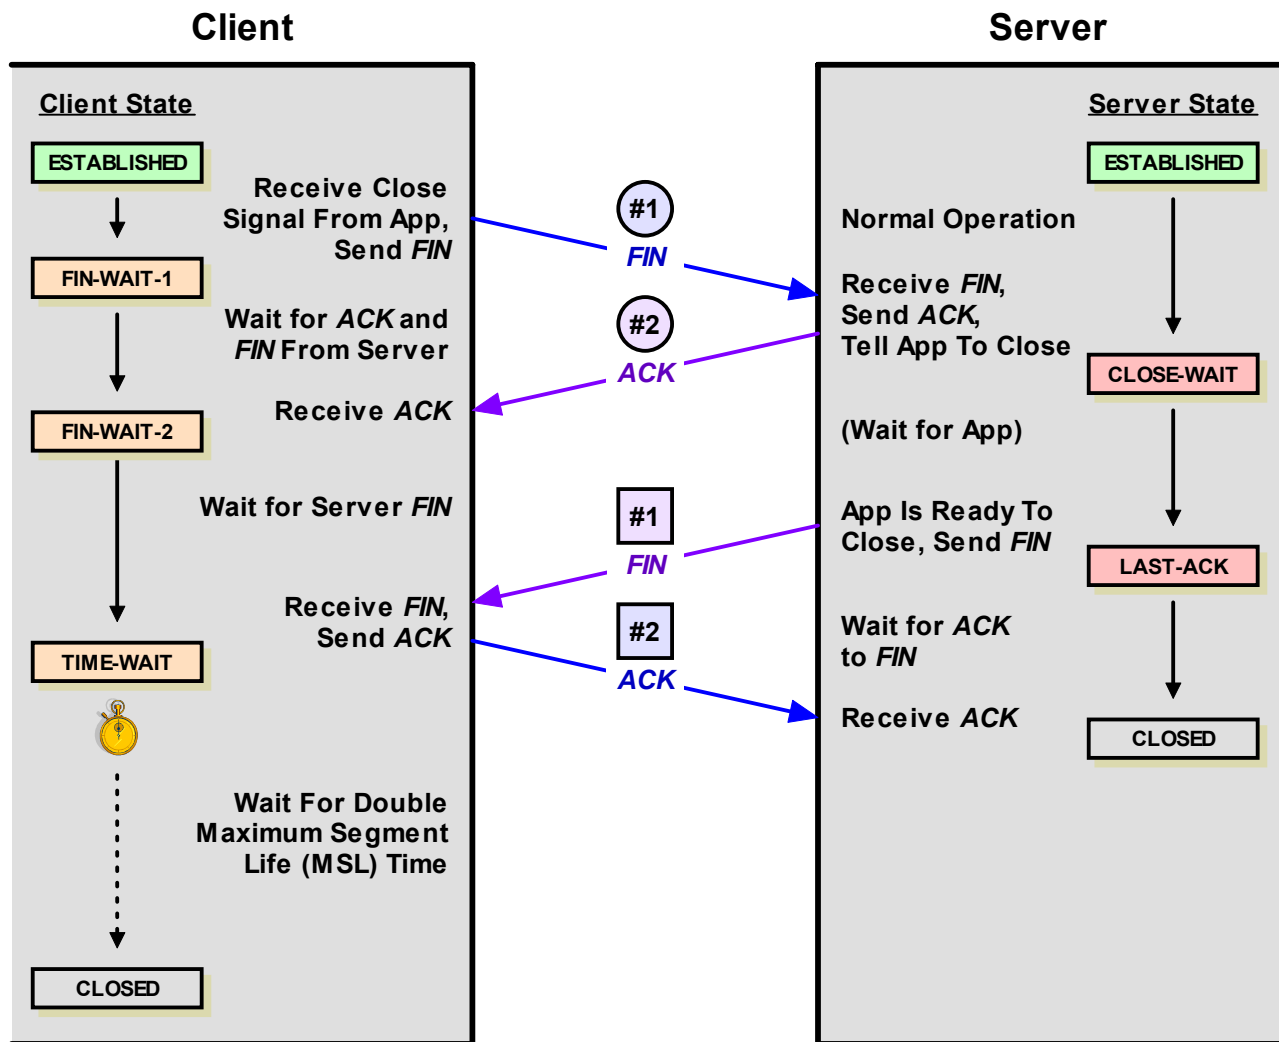 Client
Server
Client State
ESTABLISHED
Receive Close
Signal From App,
Send FIN
FIN-WAIT-1
Wait for ACK and
FIN From Server
Receive ACK
FIN-WAIT-2
Wait for Server FIN
Receive FIN,
Send ACK
TIME-WAIT
Wait For Double
Maximum Segment
Life (MSL) Time
CLOSED
#1
FIN
#2
ACK
#1
FIN
#2
ACK
Server State
ESTABLISHED
Normal Operation
Receive FIN,
Send ACK,
Tell App To Close
CLOSE-WAIT
(Wait for App)
App Is Ready To
Close, Send FIN
LAST-ACK
Wait for ACK
to FIN
Receive ACK
CLOSED